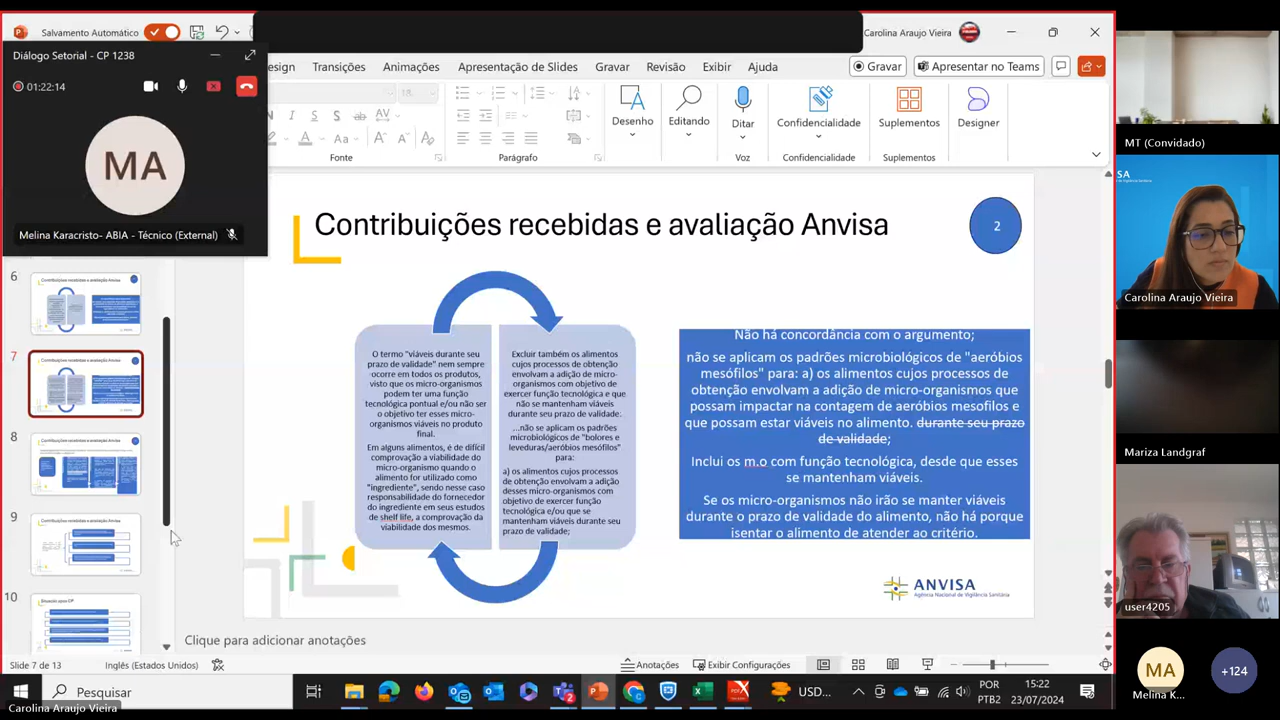 Salvamento Automático
Carolina Araujo Vieira
Diálogo Setorial - CP 1238
01:22:14
MA
Melina Karacristo- ABIA - Técnico (External)
Transições
Animações
Apresentação de Slides
Gravar
Revisão
Exibir
Ajuda
Gravar
Apresentar no Teams
Desenho
Editando
Ditar
Confidencialidade
Suplementos
Designer
Fonte
Parágrafo
Voz
Confidencialidade
Suplementos
MT (Convidado)
Carolina Araujo Vieira
Mariza Landgraf
user4205
MA
+124
Melina K...
6
7
8
9
10
Contribuições recebidas e avaliação Anvisa
2
O termo "viáveis durante seu
prazo de validade" nem sempre
ocorre em todos os produtos,
visto que os micro-organismos
podem ter uma função
tecnológica pontual e/ou não ser
o objetivo ter esses micro-
organismos viáveis no produto
final.
Em alguns alimentos, é de difícil
comprovação a viabilidade do
micro-organismo quando o
alimento for utilizado como
"ingrediente", sendo nesse caso
responsabilidade do fornecedor
do ingrediente em seus estudos
de shelf life, a comprovação da
viabilidade dos mesmos.
Excluir também os alimentos
cujos processos de obtenção
envolvam a adição de micro-
organismos com objetivo de
exercer função tecnológica e que
não se mantenham viáveis
durante seu prazo de validade.
...não se aplicam os padrões
microbiológicos de "bolores e
leveduras/aeróbios mesófilos"
para:
a) os alimentos cujos processos
de obtenção envolvam a adição
desses micro-organismos com
objetivo de exercer função
tecnológica e/ou que se
mantenham viáveis durante seu
prazo de validade;
Não há concordância com o argumento;
não se aplicam os padrões microbiológicos de "aeróbios
mesófilos" para: a) os alimentos cujos processos de
obtenção envolvam a adição de micro-organismos que
possam impactar na contagem de aeróbios mesofilos e
que possam estar viáveis no alimento. durante seu prazo
de validade;
Inclui os m.o com função tecnológica, desde que esses
se mantenham viáveis.
Se os micro-organismos não irão se manter viáveis
durante o prazo de validade do alimento, não há porque
isentar o alimento de atender ao critério.
ANVISA
Agência Nacional de Vigilância Sanitária
Clique para adicionar anotações
Slide 7 de 13
Inglês (Estados Unidos)
Anotações
Exibir Configurações
Pesquisar
USD...
POR
PTB2
15:22
23/07/2024
Carolina Araujo Vieira